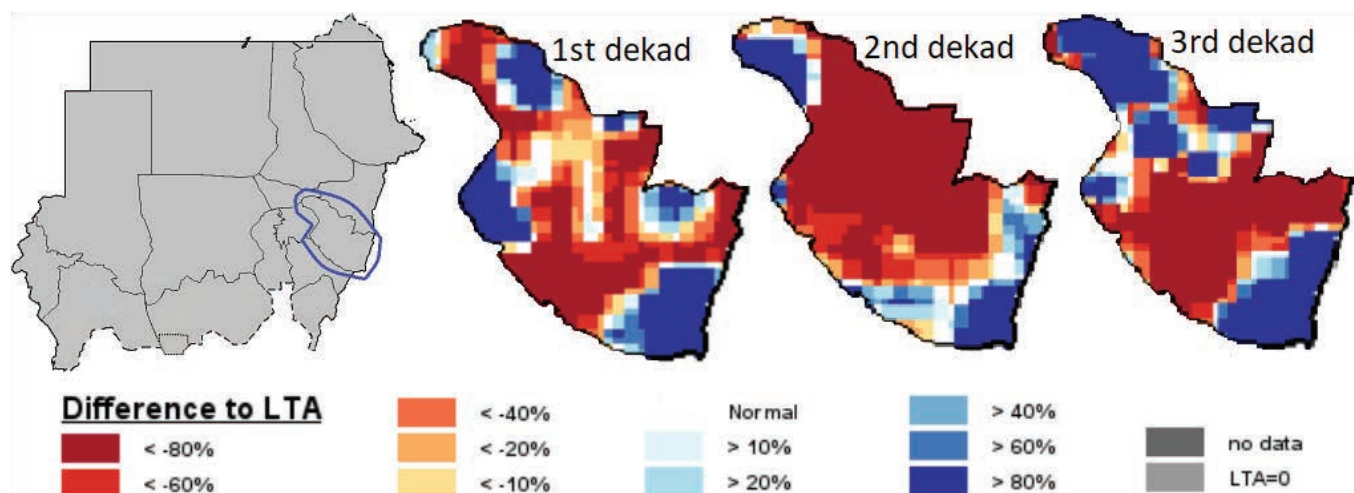 1st dekad
2nd dekad
3rd dekad
Difference to LTA
< -80%
< -60%
< -40%
< -20%
< -10%
Normal
> 10%
> 20%
> 40%
> 60%
> 80%
no data
LTA=0